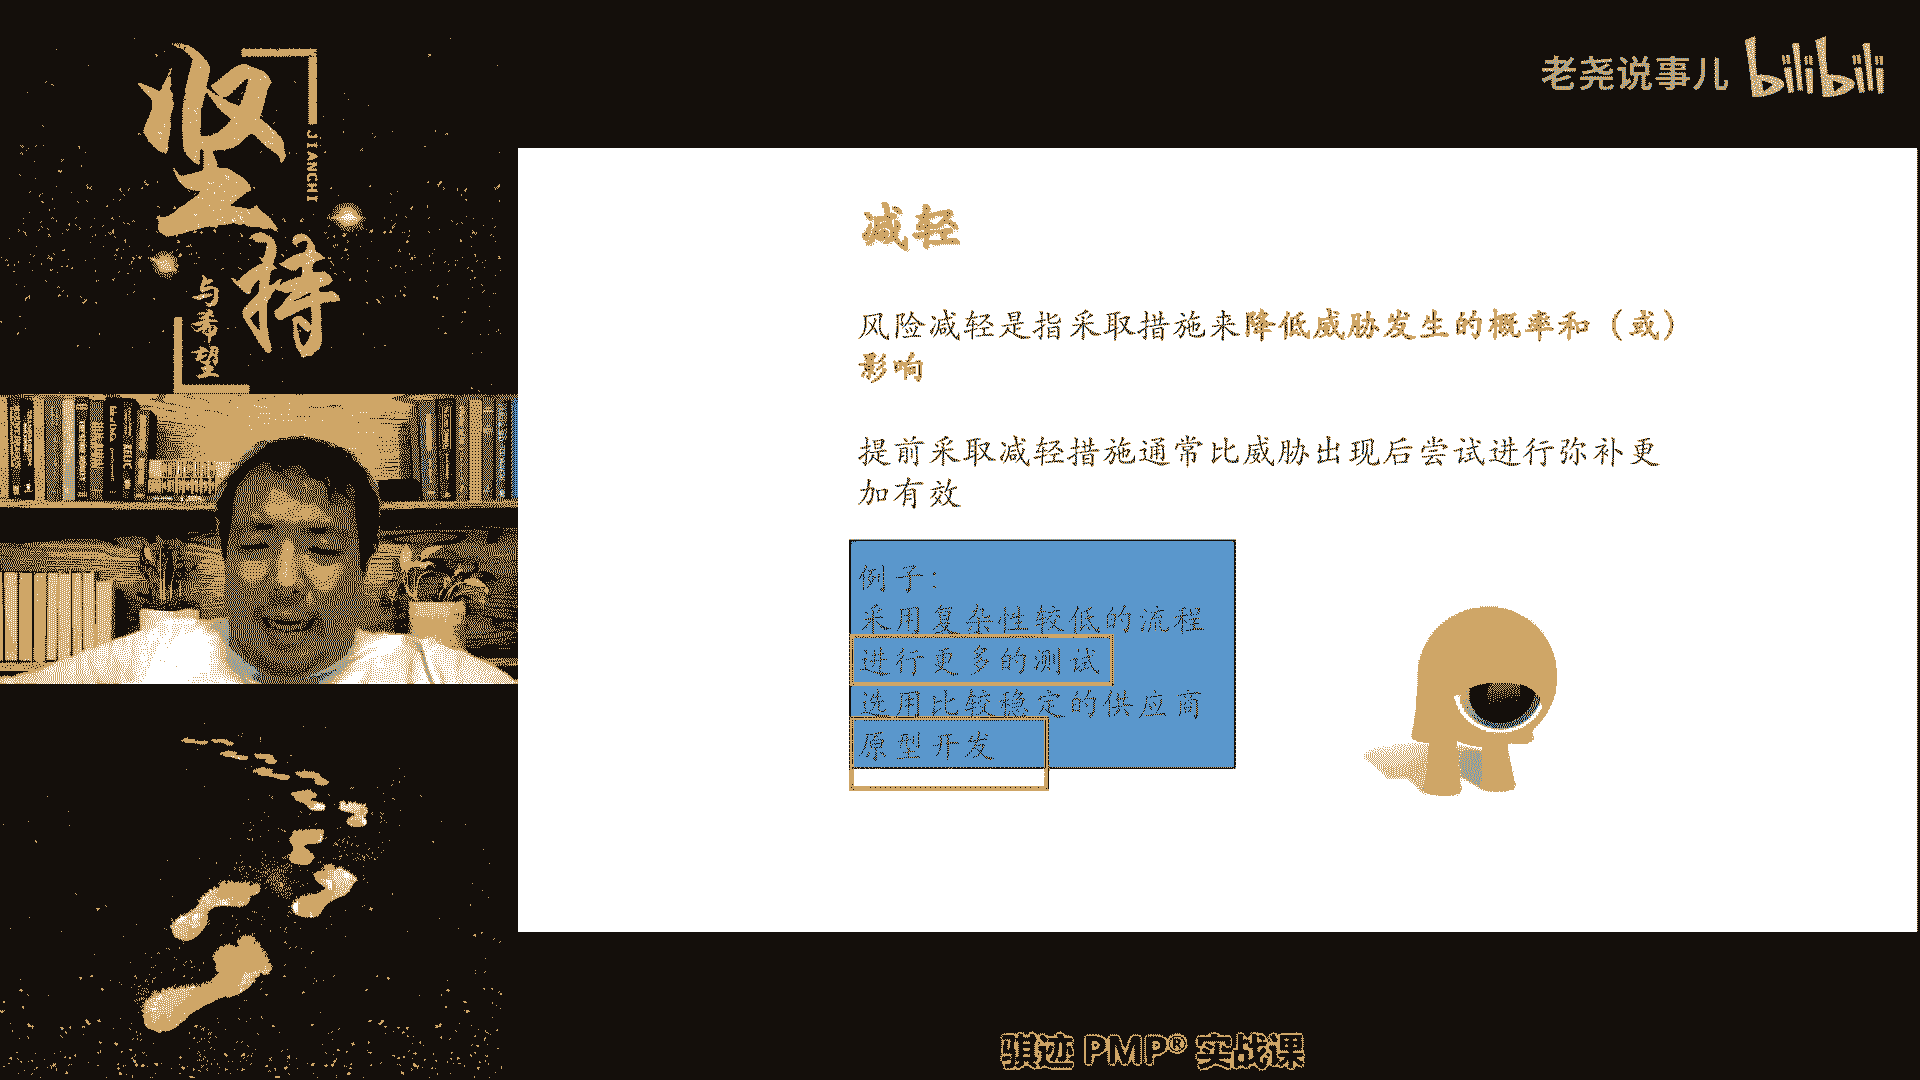 坚持
JIANCHI
与希望
老尧说事儿 bilibili
减轻
风险减轻是指采取措施来降低威胁发生的概率和（或）
影响
提前采取减轻措施通常比威胁出现后尝试进行弥补更
加有效
例子：
采用复杂性较低的流程
进行更多的测试
选用比较稳定的供应商
原型开发
骐迹 PMP® 实战课